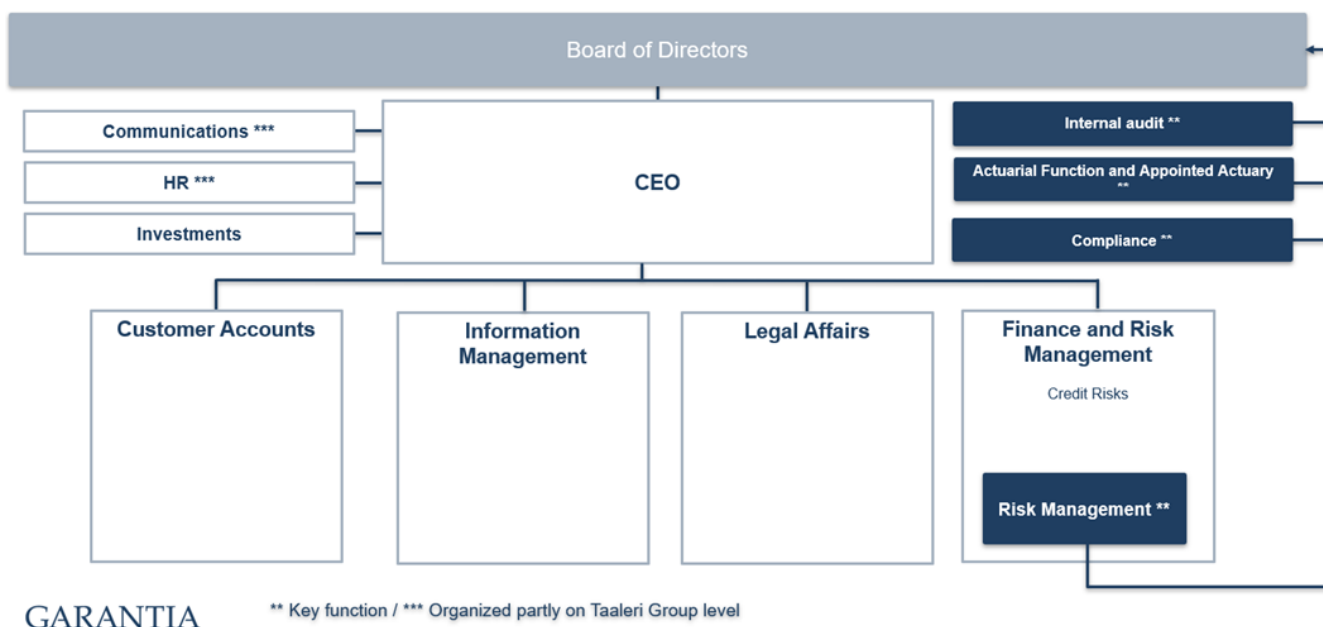 Board of Directors
Communications ***
HR ***
Investments
CEO
Internal audit **
Actuarial Function and Appointed Actuary
**
Compliance **
Customer Accounts
Information
Management
Legal Affairs
Finance and Risk
Management
Credit Risks
Risk Management **
GARANTIA
** Key function / *** Organized partly on Taaleri Group level